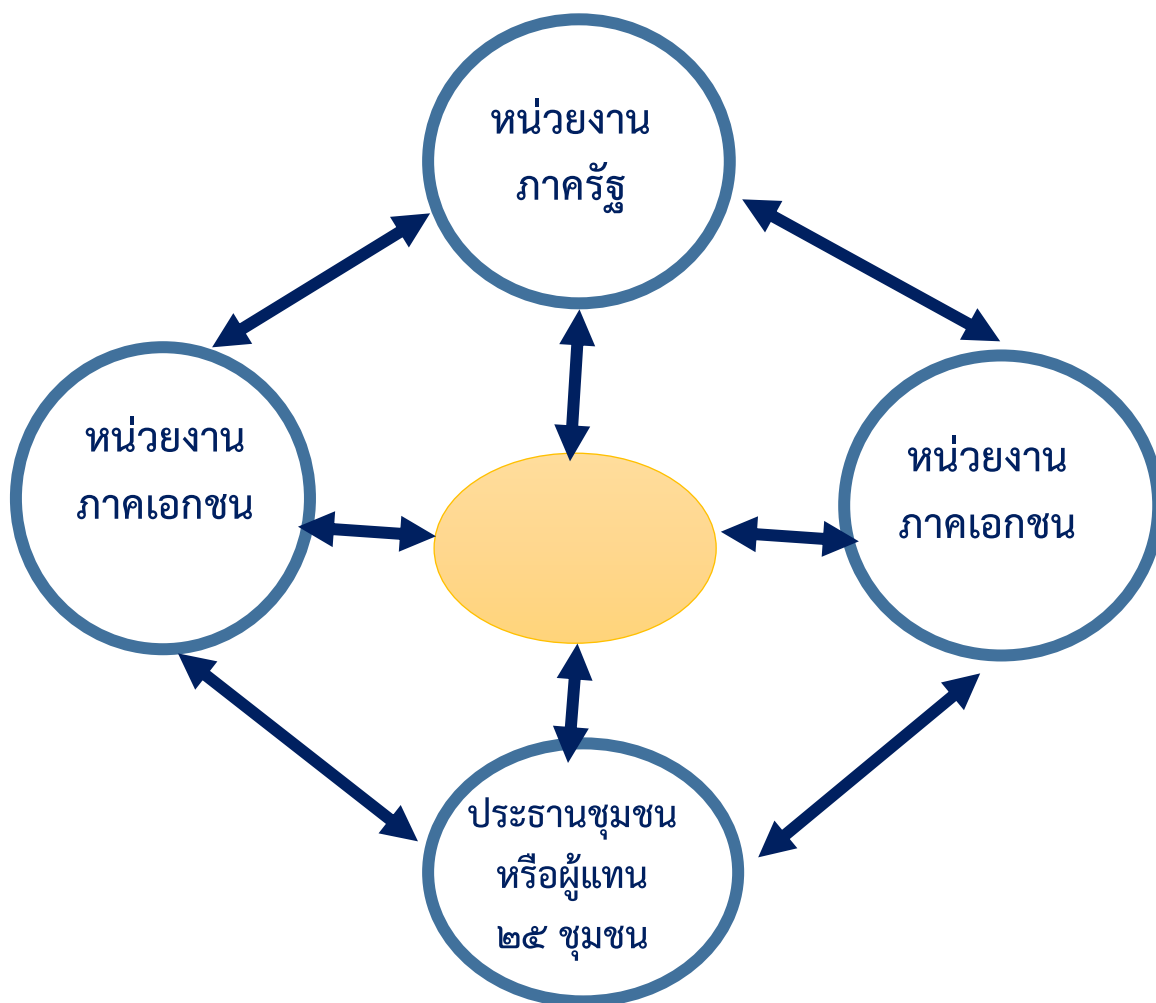 หน่วยงาน
ภาครัฐ
หน่วยงาน
ภาคเอกชน
หน่วยงาน
ภาคเอกชน
ประธานชุมชน
หรือผู้แทน
๒๕ ชุมชน